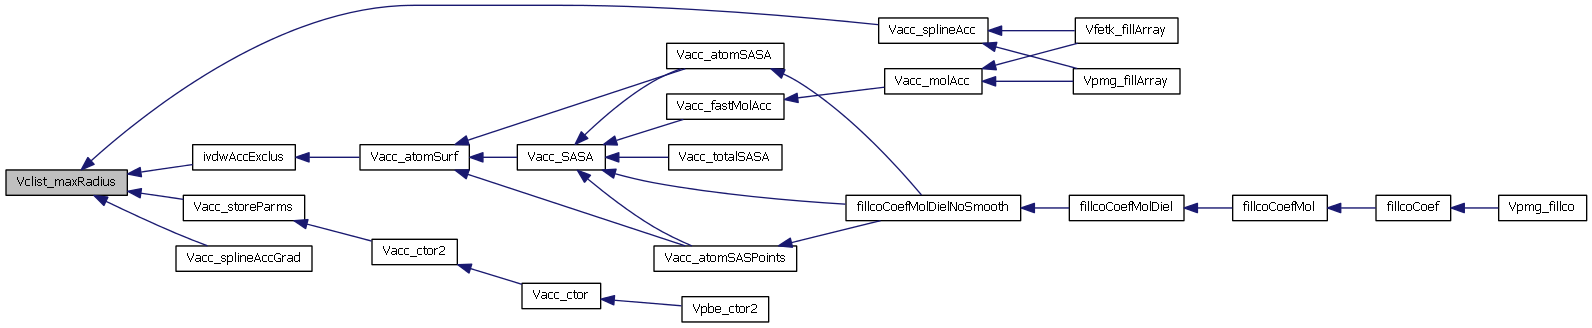 Vclist_maxRadius
Vacc_splineAcc
ivdwAccExclus
Vacc_storeParms
Vacc_splineAccGrad
Vacc_atomSurf
Vacc_ctor2
Vacc_SASA
Vacc_ctor
Vacc_atomSASA
Vacc_fastMolAcc
Vacc_totalSASA
Vacc_atomSASPoints
Vpbe_ctor2
Vacc_molAcc
fillcoCoefMolDielNoSmooth
Vfetk_fillArray
Vpmg_fillArray
fillcoCoefMolDiel
fillcoCoefMol
fillcoCoef
Vpmg_fillco